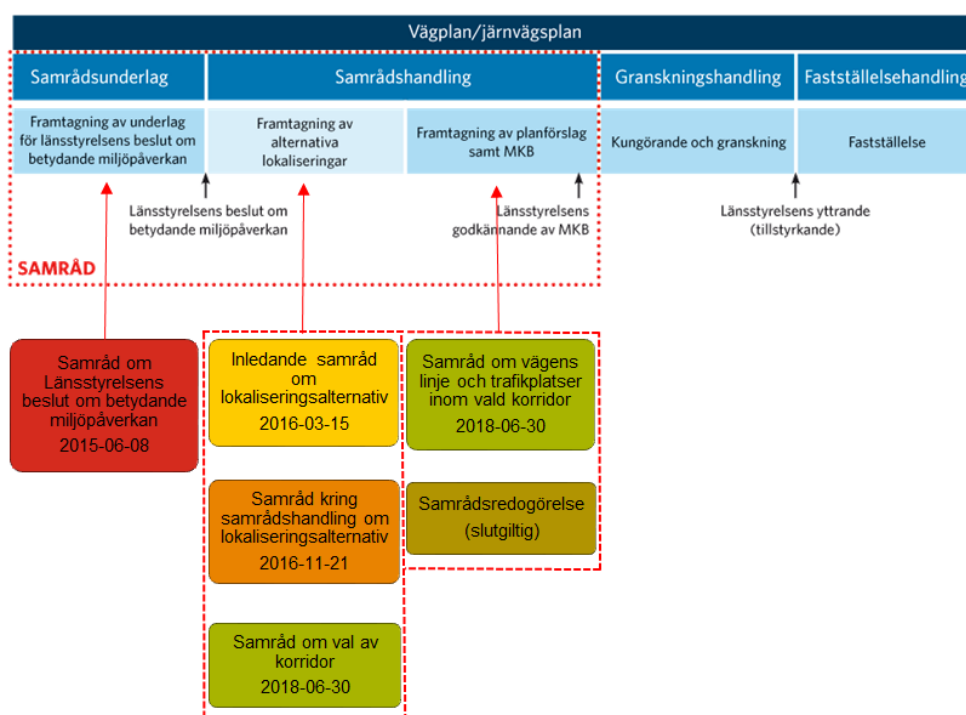 Vägplan/järnvägsplan
Samrådsunderlag
Samrådshandling
Granskningshandling
Fastställelsehandling
Framtagning av underlag
för länsstyrelsens beslut om
betydande miljöpåverkan
Framtagning av
alternativa
lokaliseringar
Framtagning av planförslag
samt MKB
Kungörande och granskning
Fastställelse
Länsstyrelsens beslut om
betydande miljöpåverkan
Länsstyrelsens
godkännande av MKB
Länsstyrelsens yttrande
(tillstyrkande)
SAMRÅD
Samråd om
Länsstyrelsens
beslut om betydande
miljöpåverkan
2015-06-08
Inledande samråd
om
lokaliseringsalternativ
2016-03-15
Samråd kring
samrådshandling om
lokaliseringsalternativ
2016-11-21
Samråd om val av
korridor
2018-06-30
Samråd om vägens
linje och trafikplatser
inom vald korridor
2018-06-30
Samrådsredogörelse
(slutgiltig)